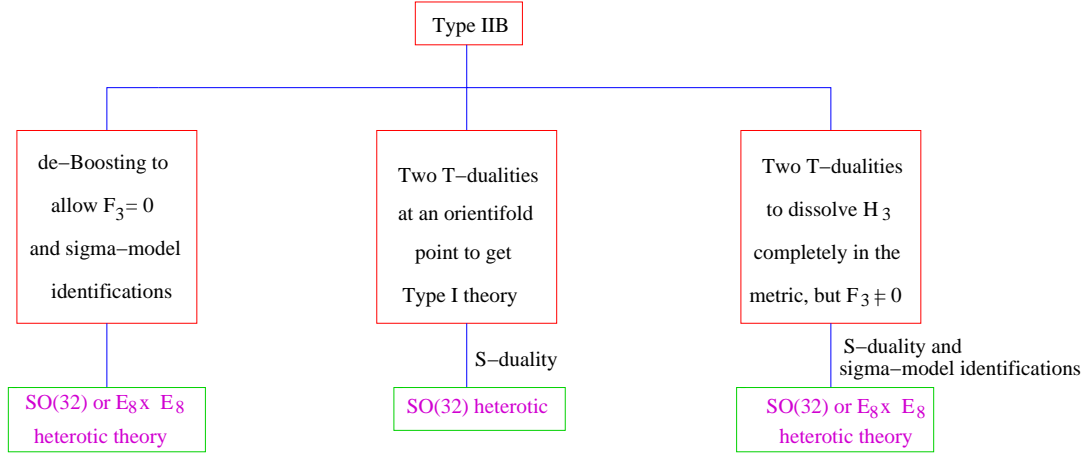 Type IIB
de−Boosting to
allow F3 = 0
and sigma−model
identifications
Two T−dualities
at an orientifold
point to get
Type I theory
Two T−dualities
to dissolve H3
completely in the
metric, but F3 ≠ 0
S−duality
S−duality and
sigma−model identifications
SO(32) or E8 x E8
heterotic theory
SO(32) heterotic
SO(32) or E8 x E8
heterotic theory